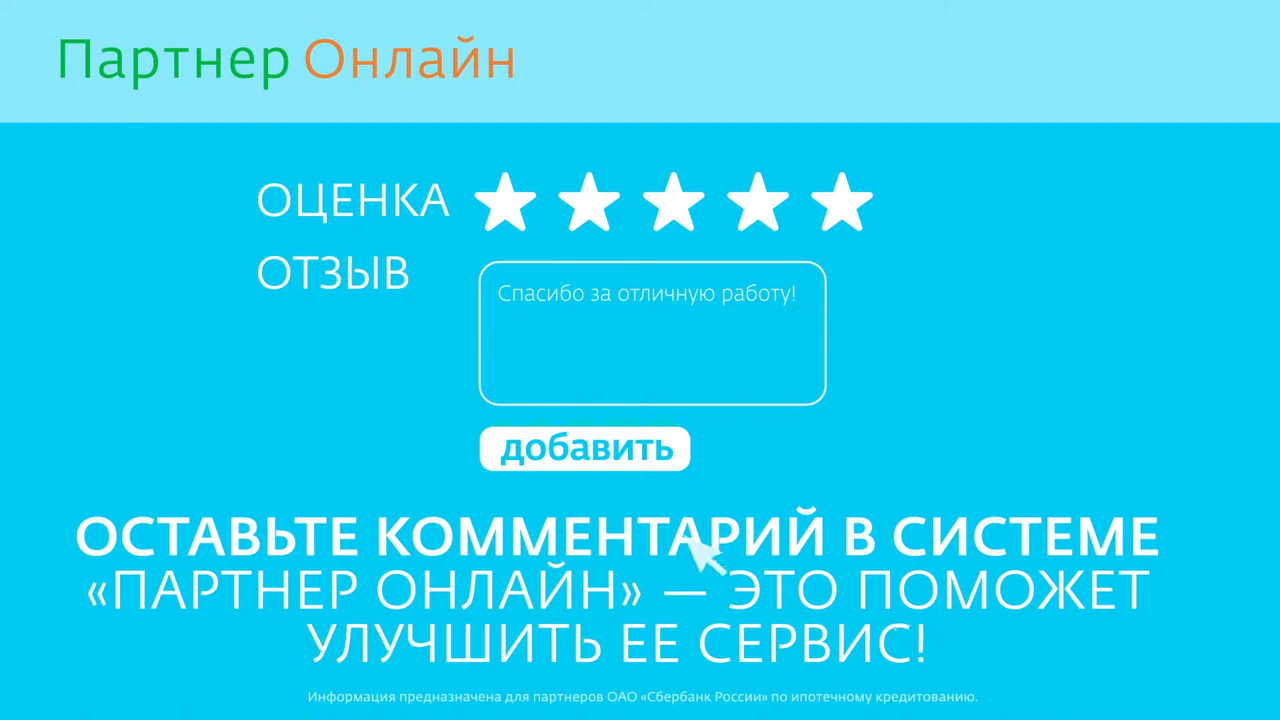 Партнер Онлайн
ОЦЕНКА
ОТЗЫВ
Спасибо за отличную работу!
добавить
ОСТАВЬТЕ КОММЕНТАРИЙ В СИСТЕМЕ
«ПАРТНЕР ОНЛАЙН» — ЭТО ПОМОЖЕТ
УЛУЧШИТЬ ЕЕ СЕРВИС!
Информация предназначена для партнеров ОАО «Сбербанк России» по ипотечному кредитованию.